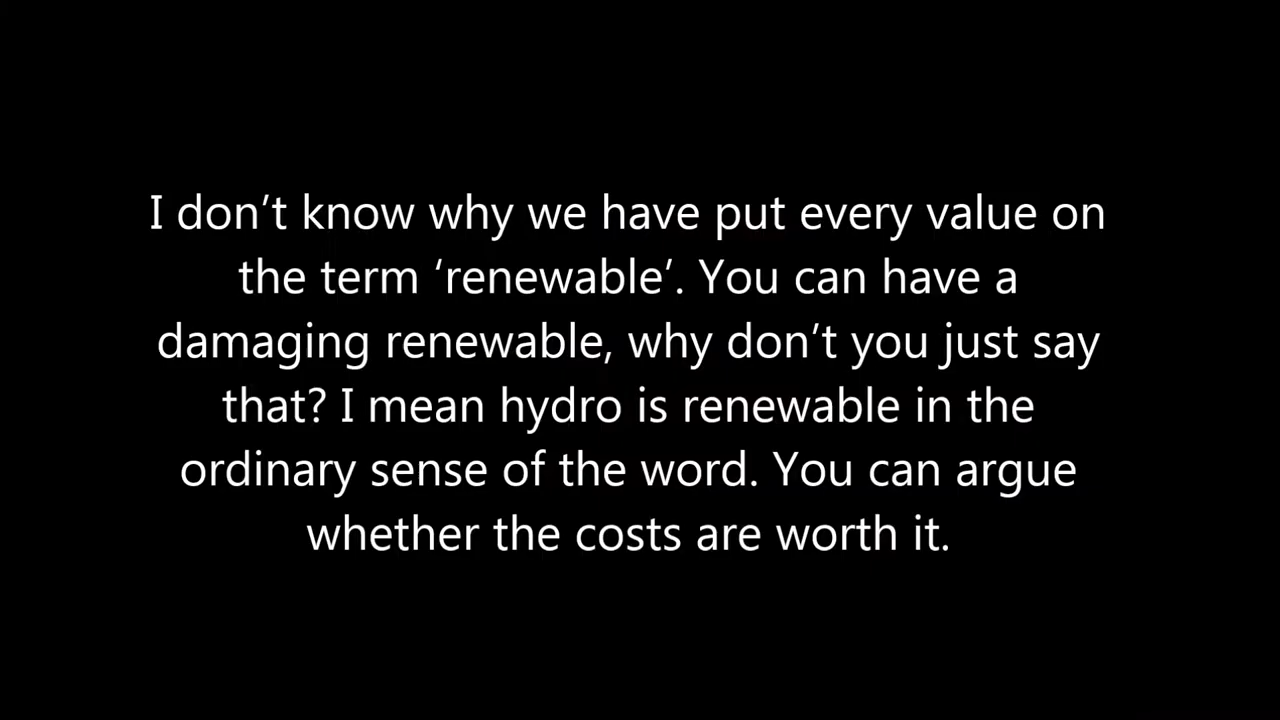 I don’t know why we have put every value on
the term ‘renewable’. You can have a
damaging renewable, why don’t you just say
that? I mean hydro is renewable in the
ordinary sense of the word. You can argue
whether the costs are worth it.